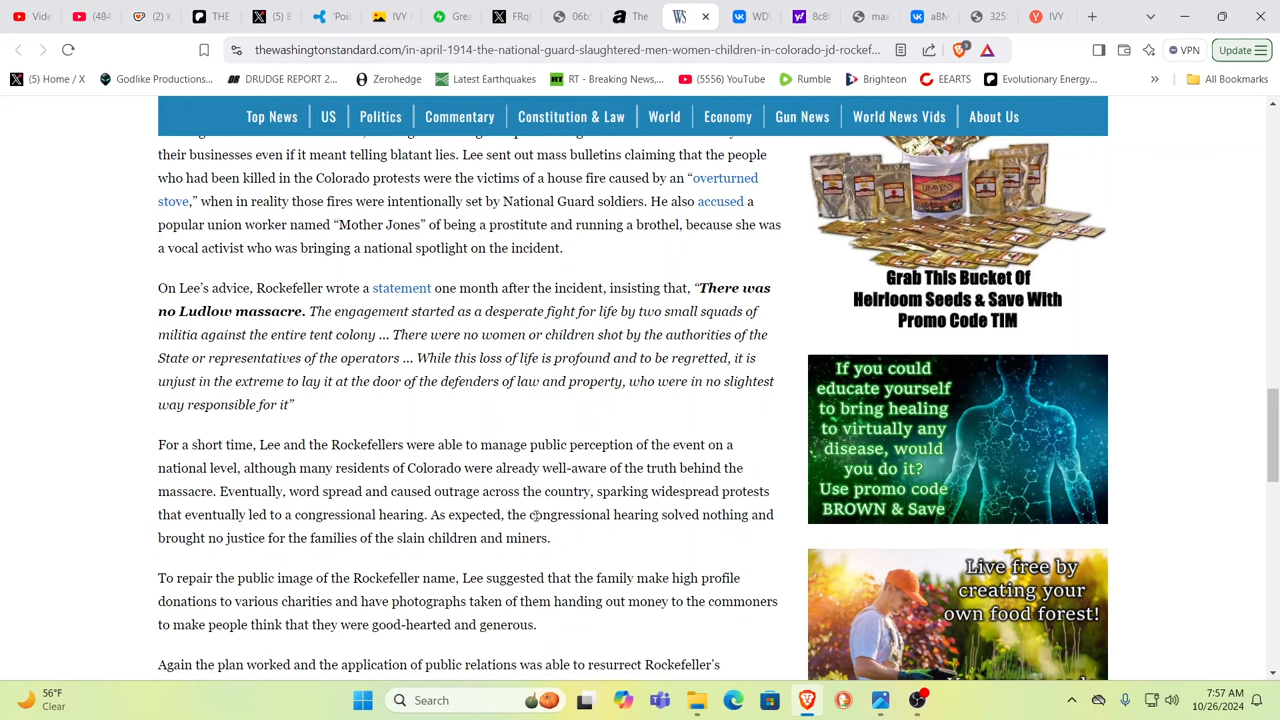 Vide
(484
Ko-
THE
(5) E
'Poi
IVY I
Gre
FRql
06b
The
WDV
8c8f
max
aBM
325
IVY
thewashingtonstandard.com/in-april-1914-the-national-guard-slaughtered-men-women-children-in-colorado-jd-rockef...
9
VPN
Update
(5) Home / X
Godlike Productions...
DRUDGE REPORT 2...
Zerohedge
Latest Earthquakes
RT - Breaking News,...
(5556) YouTube
Rumble
Brighteon
EEARTS
Evolutionary Energy...
All Bookmarks
Top News
US
Politics
Commentary
Constitution & Law
World
Economy
Gun News
World News Vids
About Us
their businesses even if it meant telling blatant lies. Lee sent out mass bulletins claiming that the people
who had been killed in the Colorado protests were the victims of a house fire caused by an “overturned
stove,” when in reality those fires were intentionally set by National Guard soldiers. He also accused a
popular union worker named “Mother Jones” of being a prostitute and running a brothel, because she was
a vocal activist who was bringing a national spotlight on the incident.
On Lee’s advice, Rockefeller wrote a statement one month after the incident, insisting that, “There was
no Ludlow massacre. The engagement started as a desperate fight for life by two small squads of
militia against the entire tent colony … There were no women or children shot by the authorities of the
State or representatives of the operators … While this loss of life is profound and to be regretted, it is
unjust in the extreme to lay it at the door of the defenders of law and property, who were in no slightest
way responsible for it”
For a short time, Lee and the Rockefellers were able to manage public perception of the event on a
national level, although many residents of Colorado were already well-aware of the truth behind the
massacre. Eventually, word spread and caused outrage across the country, sparking widespread protests
that eventually led to a congressional hearing. As expected, the congressional hearing solved nothing and
brought no justice for the families of the slain children and miners.
To repair the public image of the Rockefeller name, Lee suggested that the family make high profile
donations to various charities and have photographs taken of them handing out money to the commoners
to make people think that they were good-hearted and generous.
Again the plan worked and the application of public relations was able to resurrect Rockefeller’s
HEAVEN'S
Grab This Bucket Of
Heirloom Seeds & Save With
Promo Code TIM
If you could
educate yourself
to bring healing
to virtually any
disease, would
you do it?
Use promo code
BROWN & Save
Live free by
creating your
own food forest!
56°F
Clear
Search
7:57 AM
10/26/2024